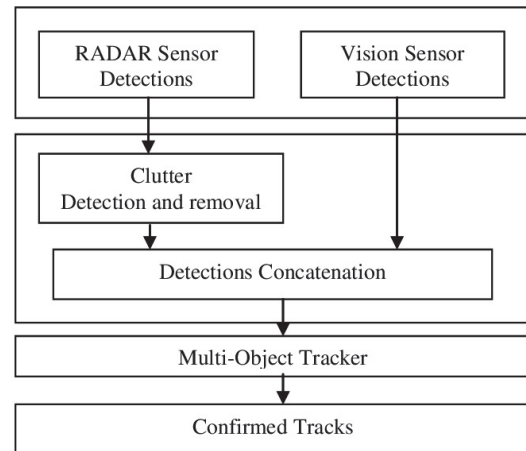 RADAR Sensor
Detections
Vision Sensor
Detections
Clutter
Detection and removal
Detections Concatenation
Multi-Object Tracker
Confirmed Tracks